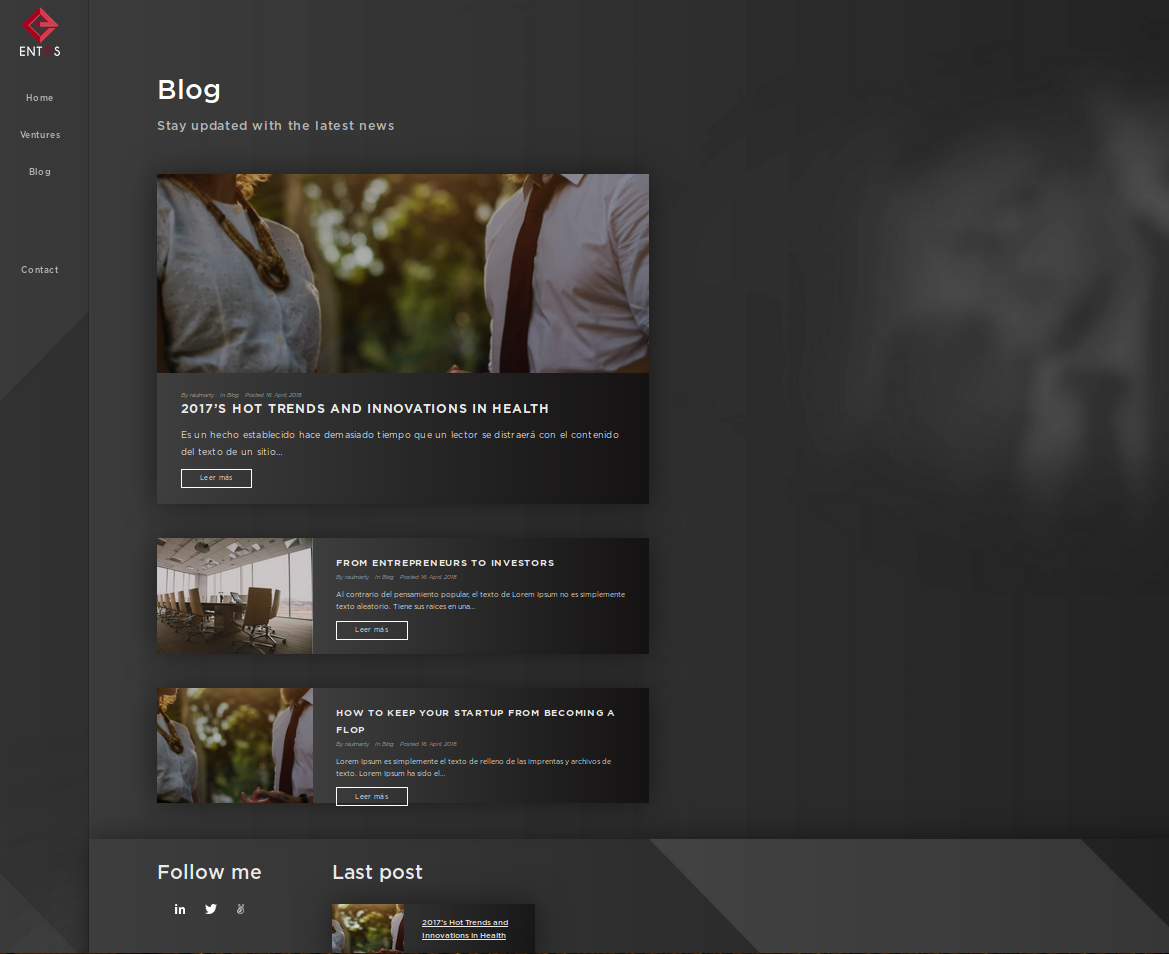 ENTOS
Home
Ventures
Blog
Contact
Blog
Stay updated with the latest news
By raulmarty In Blog Posted 16 April, 2018
2017'S HOT TRENDS AND INNOVATIONS IN HEALTH
Es un hecho establecido hace demasiado tiempo que un lector se distraerá con el contenido
del texto de un sitio...
Leer más
FROM ENTREPRENEURS TO INVESTORS
By raulmarty In Blog Posted 16 April, 2018
Al contrario del pensamiento popular, el texto de Lorem Ipsum no es simplemente
texto aleatorio. Tiene sus raices en una...
Leer más
HOW TO KEEP YOUR STARTUP FROM BECOMING A
FLOP
By raulmarty In Blog Posted 16 April, 2018
Lorem Ipsum es simplemente el texto de relleno de las imprentas y archivos de
texto. Lorem Ipsum ha sido el...
Leer más
Follow me
in
Last post
2017's Hot Trends and
Innovations in Health